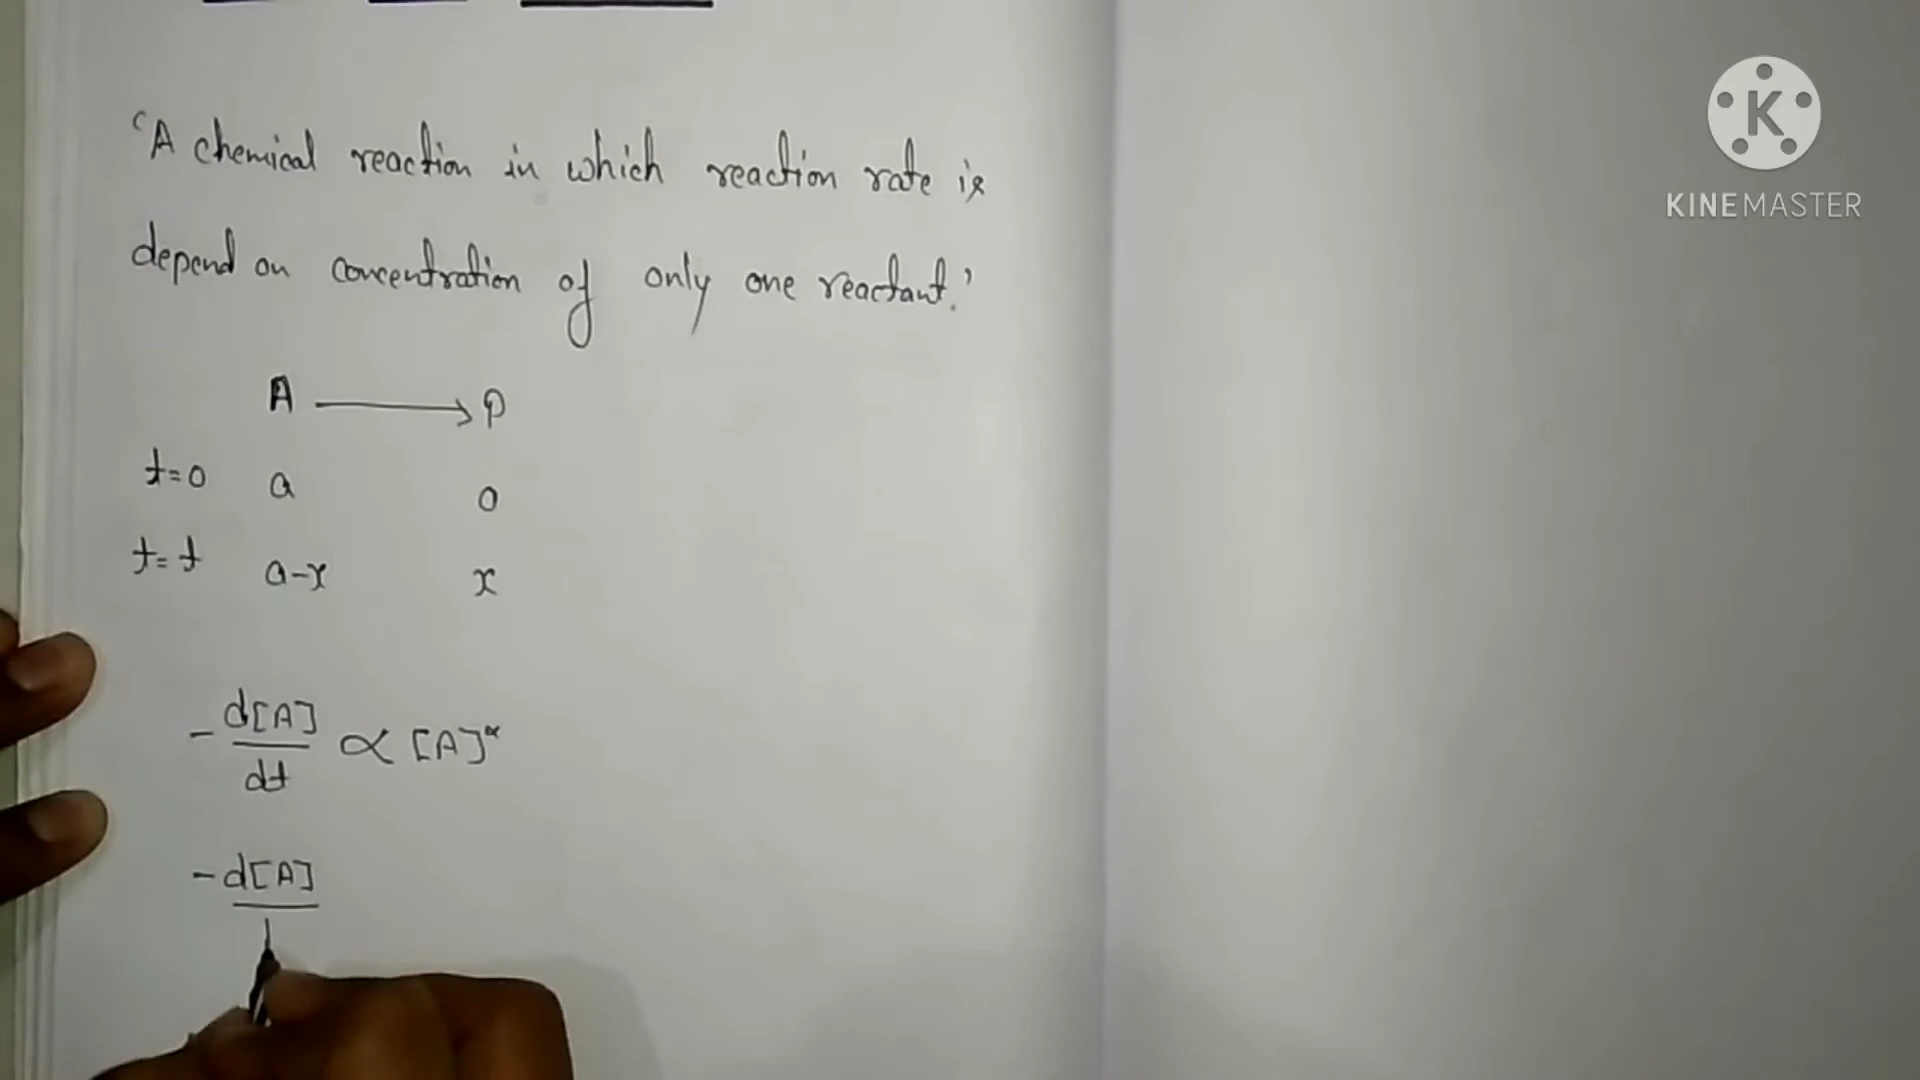 ‘A chemical reaction in which reaction rate is
depend on concentration of only one reactant.’
A ⟶ P
t=0 a 0
t=t a-x x
- d[A]/dt ∝ [A]^α
- d[A]
K
KINEMASTER